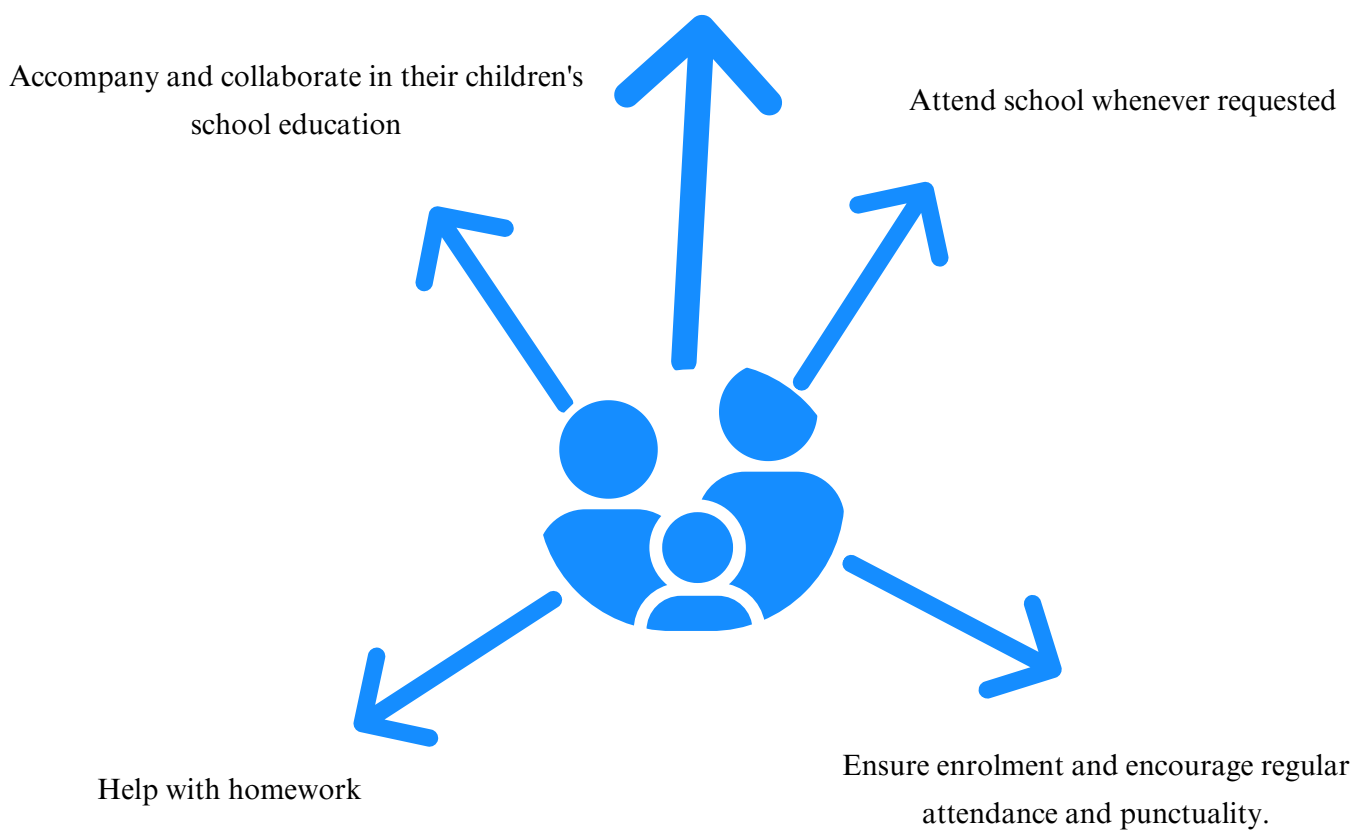 Accompany and collaborate in their children's
school education
Attend school whenever requested
Help with homework
Ensure enrolment and encourage regular
attendance and punctuality.